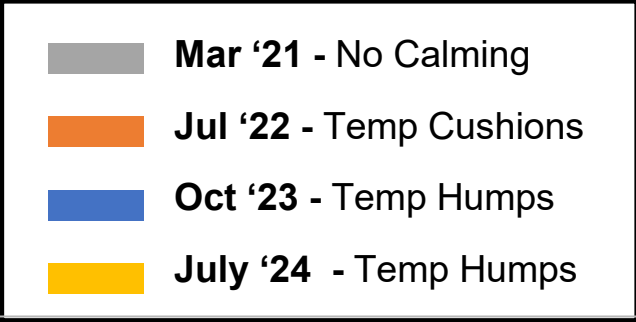 Mar ‘21 - No Calming
Jul ‘22 - Temp Cushions
Oct ‘23 - Temp Humps
July ‘24  - Temp Humps